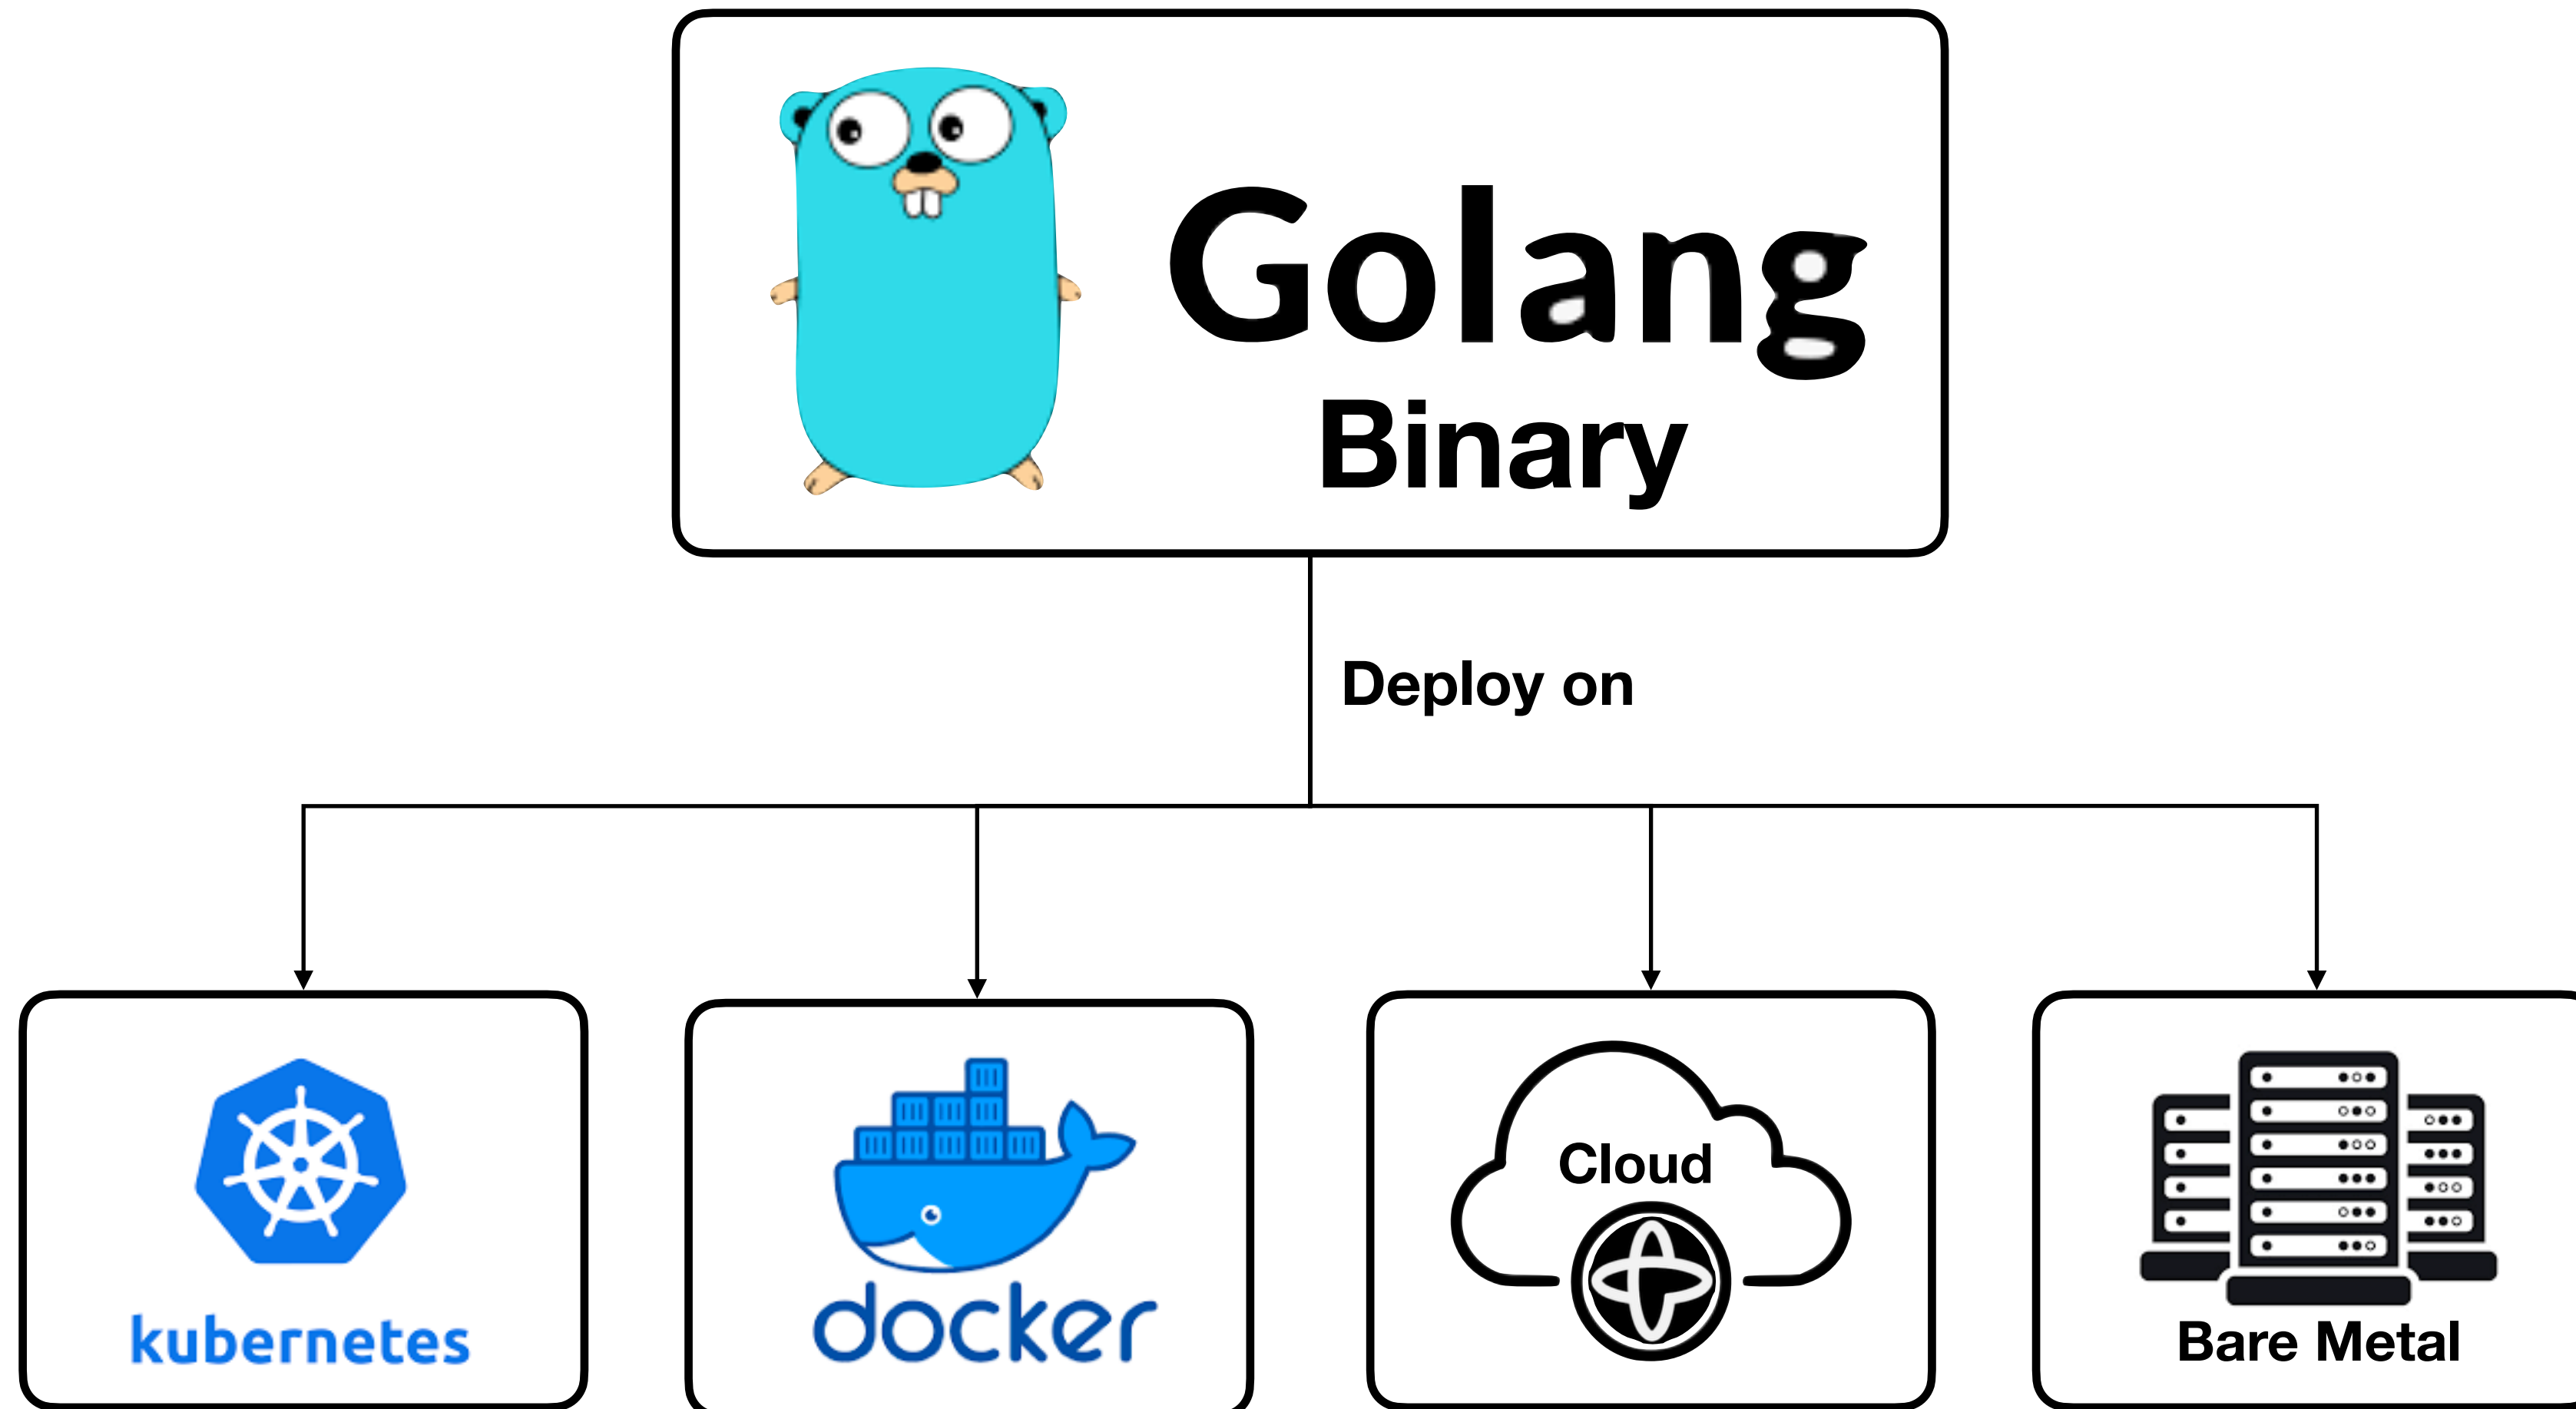 Golang
Binary
Deploy on
kubernetes
docker
Cloud
Bare Metal